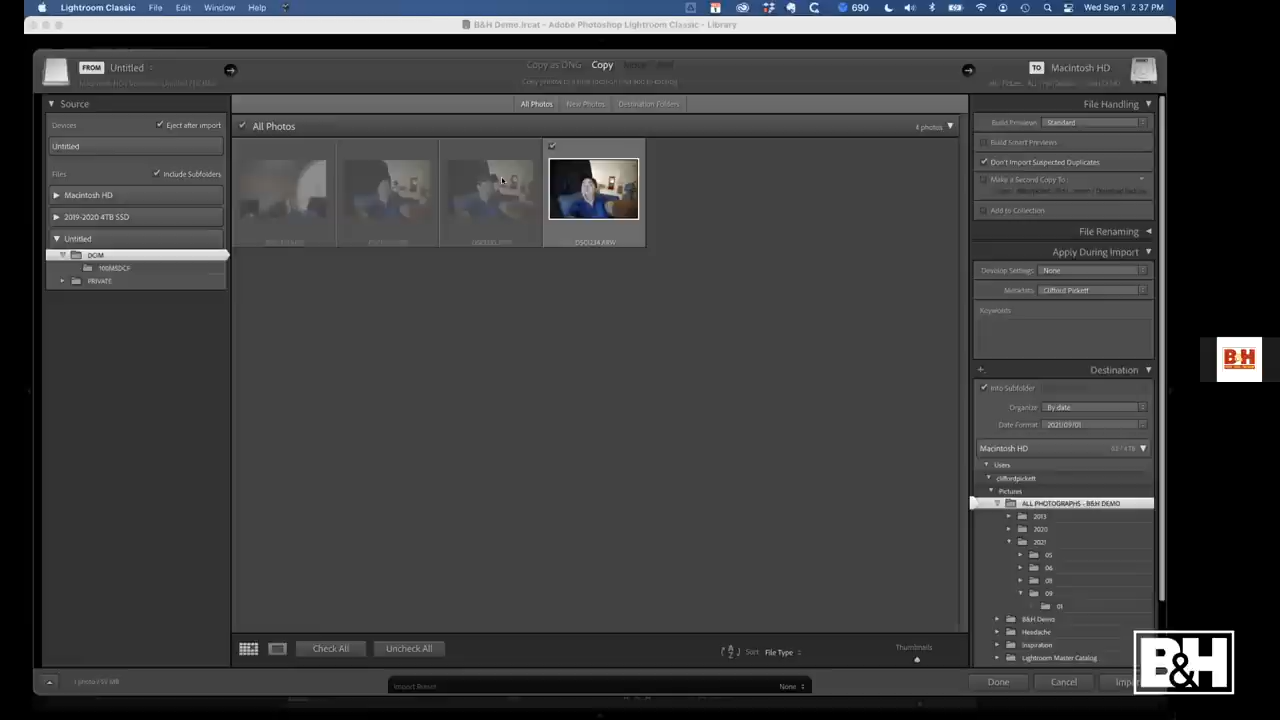 Lightroom Classic File Edit Window Help 690 Wed Sep 1 2:37 PM
B&H Demo.lrcat - Adobe Photoshop Lightroom Classic - Library
FROM Untitled
Copy as DNG Copy
TO Macintosh HD
Source
All Photos New Photos Destination Folders
File Handling
Devices Eject after import
Untitled
All Photos
4 photos
Build Previews Standard
Build Smart Previews
Don't Import Suspected Duplicates
Files Include Subfolders
Make a Second Copy To :
Macintosh HD
2019-2020 4TB SSD
Add to Collection
Untitled
DCIM
100MSDCF
PRIVATE
File Renaming
Apply During Import
Develop Settings None
Metadata Clifford Pickett
Keywords
Destination
Into Subfolder
Organize By date
Date Format 2021/09/01
Macintosh HD
Users
cliffordpickett
Pictures
ALL PHOTOGRAPHS - B&H DEMO
2013
2020
2021
05
06
08
09
01
B&H Demo
Headache
Inspiration
Lightroom Master Catalog
Check All Uncheck All
Sort File Type
Thumbnails
Import Preset None
Done Cancel
B&H
B&H